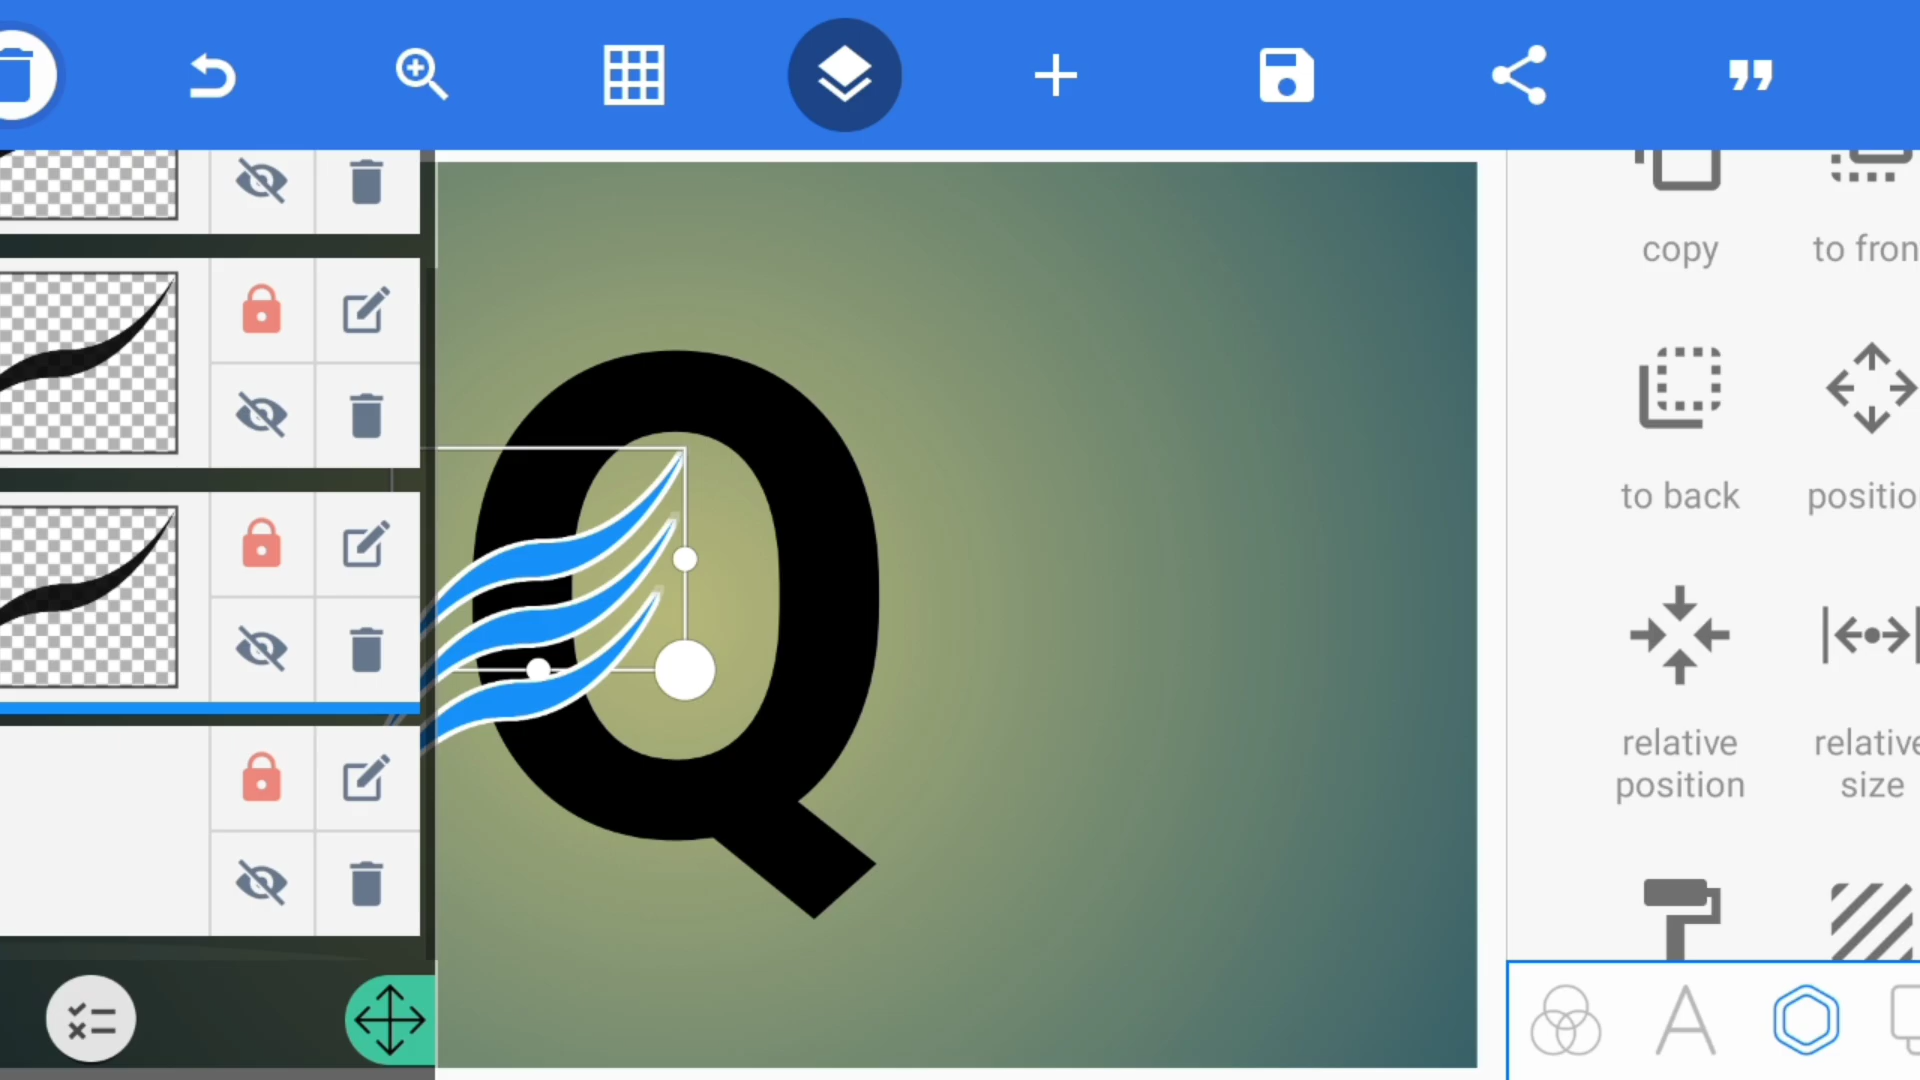 copy
to fron
to back
positio
relative
position
relative
size
Q